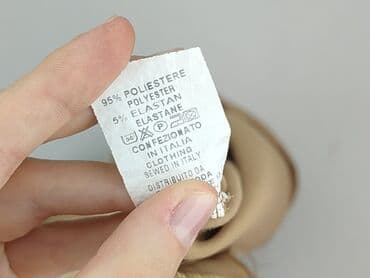 95% POLIESTERE
POLYESTER
5% ELASTAN
ELASTANE
CONFEZIONATO
IN ITALIA
CLOTHING
SEWED IN ITALY
DISTRIBUITO DA